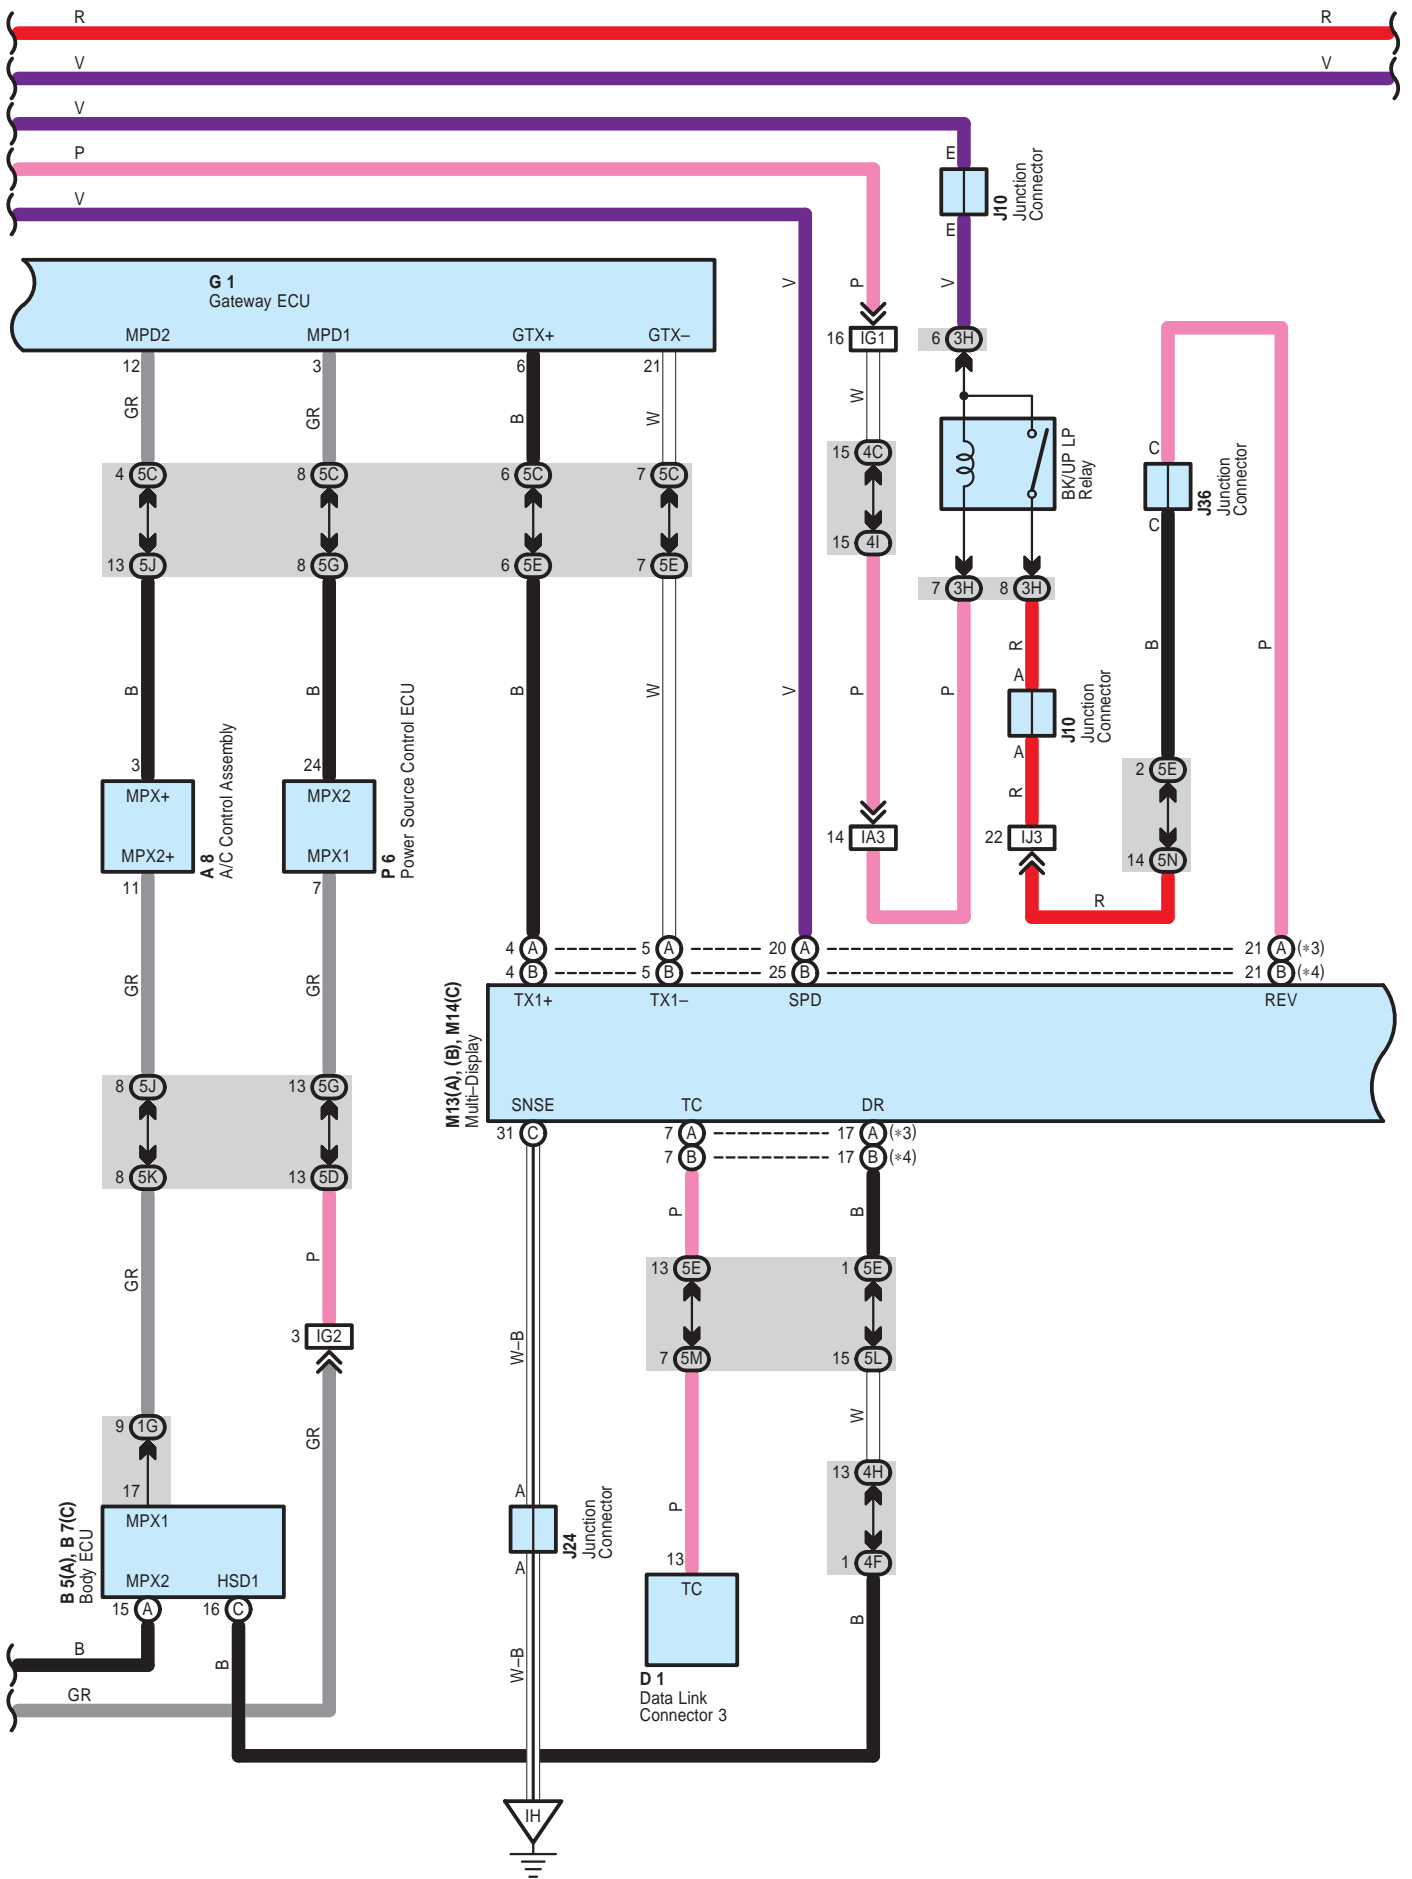 R R
V V
V
P
V
E
J10
Junction
Connector
E
V
V
P
G 1
Gateway ECU
MPD2 MPD1 GTX+ GTX–
12 3 6 21
16 IG1
6 3H
GR GR B W
W
BK/UP LP
Relay
C
J36
Junction
Connector
C
4 5C 8 5C 6 5C 7 5C
15 4C
15 4I
13 5J 8 5G 6 5E 7 5E
7 3H 8 3H
B B B W V P P R B P
A
J10
Junction
Connector
A
R
3 24
MPX+ MPX2
MPX2+ MPX1
A 8
A/C Control Assembly
P 6
Power Source Control ECU
11 7
14 IA3
22 IJ3
2 5E
14 5N
R
GR GR
4 A 5 A 20 A 21 A (*3)
4 B 5 B 25 B 21 B (*4)
TX1+ TX1– SPD REV
M13(A), (B), M14(C)
Multi–Display
SNSE TC DR
31 C 7 A 17 A (*3)
7 B 17 B (*4)
8 5J 13 5G
8 5K 13 5D
P P B
GR
13 5E 1 5E
3 IG2
7 5M 15 5L
W–B
W
9 1G
GR
17
13 4H
A
J24
Junction
Connector
A
P
B 5(A), B 7(C)
Body ECU
MPX1
MPX2 HSD1
15 A 16 C
13
TC
1 4F
B
B
B
W–B
D 1
Data Link
Connector 3
GR
IH